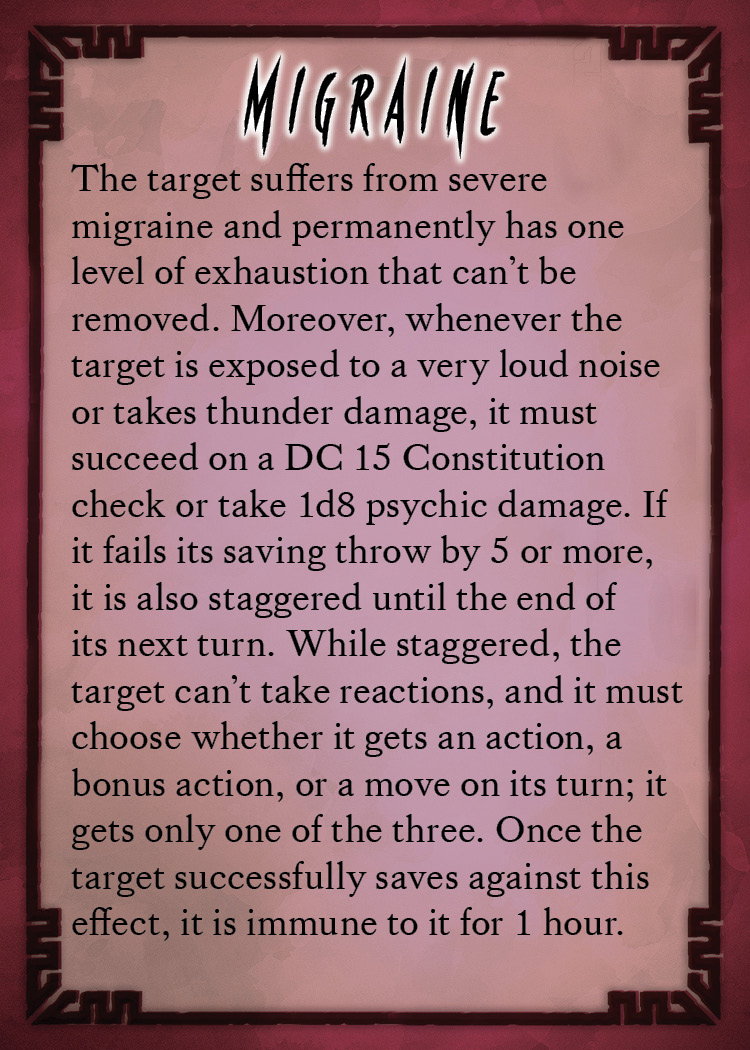 MIGRAINE
The target suffers from severe
migraine and permanently has one
level of exhaustion that can’t be
removed. Moreover, whenever the
target is exposed to a very loud noise
or takes thunder damage, it must
succeed on a DC 15 Constitution
check or take 1d8 psychic damage. If
it fails its saving throw by 5 or more,
it is also staggered until the end of
its next turn. While staggered, the
target can’t take reactions, and it must
choose whether it gets an action, a
bonus action, or a move on its turn; it
gets only one of the three. Once the
target successfully saves against this
effect, it is immune to it for 1 hour.